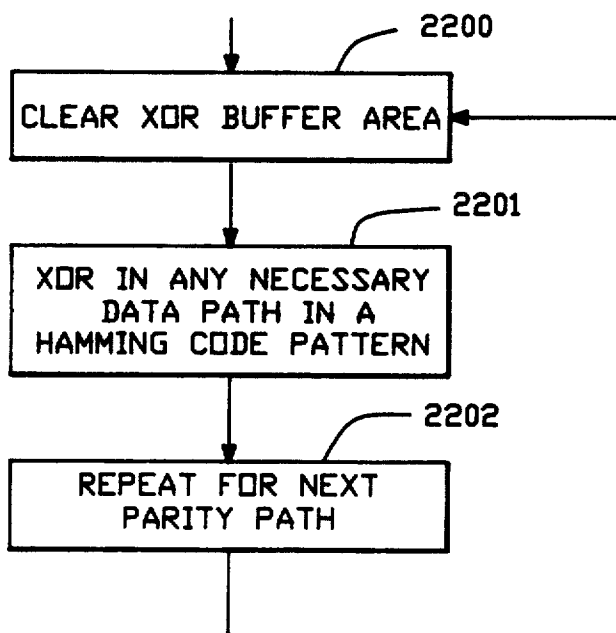 2200
CLEAR XOR BUFFER AREA
2201
XOR IN ANY NECESSARY
DATA PATH IN A
HAMMING CODE PATTERN
2202
REPEAT FOR NEXT
PARITY PATH